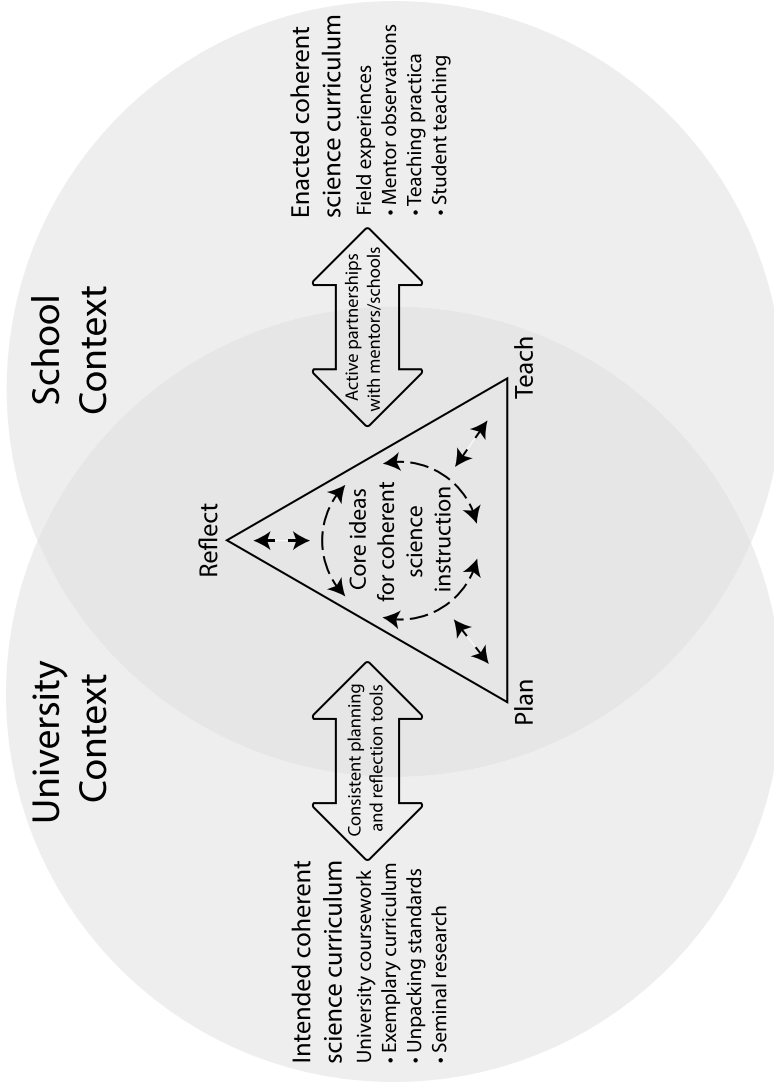 University
Context
School
Context
Intended coherent
science curriculum
University coursework
• Exemplary curriculum
• Unpacking standards
• Seminal research
Consistent planning
and reflection tools
Reflect
Core ideas
for coherent
science
instruction
Plan
Teach
Active partnerships
with mentors/schools
Enacted coherent
science curriculum
Field experiences
• Mentor observations
• Teaching practica
• Student teaching